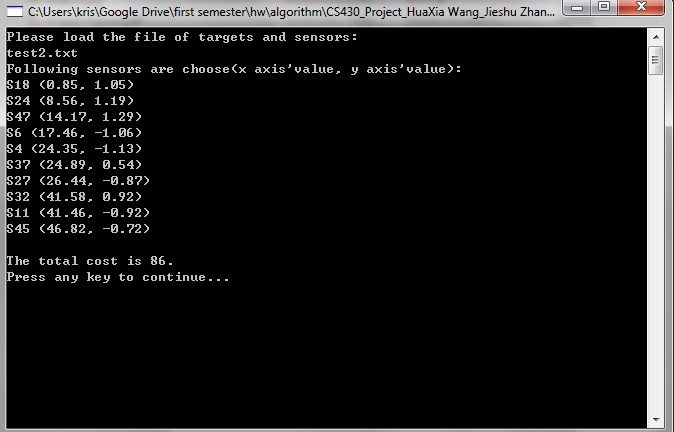 C:\Users\kris\Google Drive\first semester\hw\algorithm\CS430_Project_HuaXia Wang_Jieshu Zhan...
Please load the file of targets and sensors:
test2.txt
Following sensors are choose(x axis'value, y axis'value):
S18 (0.85, 1.05)
S24 (8.56, 1.19)
S47 (14.17, 1.29)
S6 (17.46, -1.06)
S4 (24.35, -1.13)
S37 (24.89, 0.54)
S27 (26.44, -0.87)
S32 (41.58, 0.92)
S11 (41.46, -0.92)
S45 (46.82, -0.72)
The total cost is 86.
Press any key to continue...